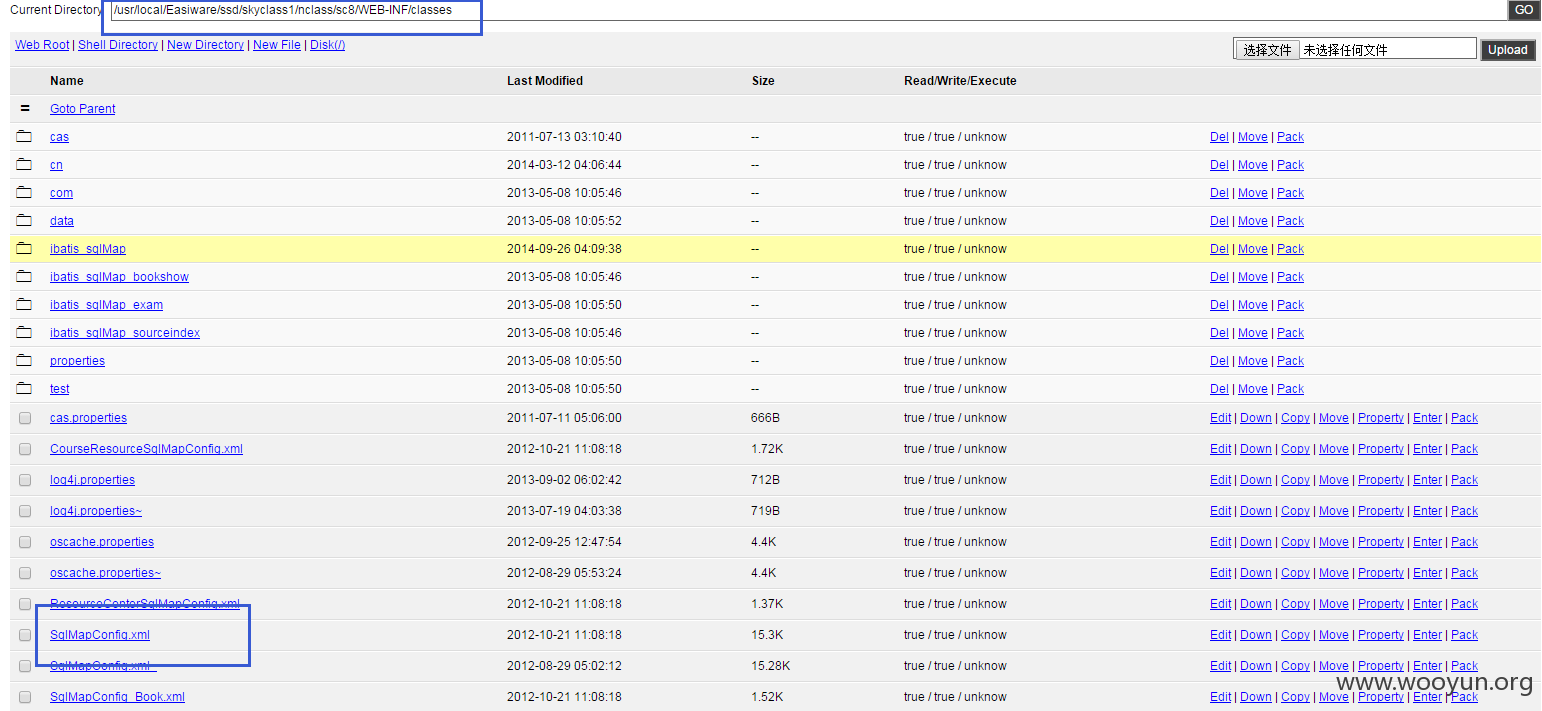 Current Directory /usr/local/Easiware/ssd/skyclass1/nclass/sc8/WEB-INF/classes GO
Web Root | Shell Directory | New Directory | New File | Disk(/) 选择文件 未选择任何文件 Upload
Name Last Modified Size Read/Write/Execute
= Goto Parent
cas 2011-07-13 03:10:40 -- true / true / unknow Del | Move | Pack
cn 2014-03-12 04:06:44 -- true / true / unknow Del | Move | Pack
com 2013-05-08 10:05:46 -- true / true / unknow Del | Move | Pack
data 2013-05-08 10:05:52 -- true / true / unknow Del | Move | Pack
ibatis_sqlMap 2014-09-26 04:09:38 -- true / true / unknow Del | Move | Pack
ibatis_sqlMap_bookshow 2013-05-08 10:05:46 -- true / true / unknow Del | Move | Pack
ibatis_sqlMap_exam 2013-05-08 10:05:50 -- true / true / unknow Del | Move | Pack
ibatis_sqlMap_sourceindex 2013-05-08 10:05:46 -- true / true / unknow Del | Move | Pack
properties 2013-05-08 10:05:50 -- true / true / unknow Del | Move | Pack
test 2013-05-08 10:05:50 -- true / true / unknow Del | Move | Pack
cas.properties 2011-07-11 05:06:00 666B true / true / unknow Edit | Down | Copy | Move | Property | Enter | Pack
CourseResourceSqlMapConfig.xml 2012-10-21 11:08:18 1.72K true / true / unknow Edit | Down | Copy | Move | Property | Enter | Pack
log4j.properties 2013-09-02 06:02:42 712B true / true / unknow Edit | Down | Copy | Move | Property | Enter | Pack
log4j.properties~ 2013-07-19 04:03:38 719B true / true / unknow Edit | Down | Copy | Move | Property | Enter | Pack
oscache.properties 2012-09-25 12:47:54 4.4K true / true / unknow Edit | Down | Copy | Move | Property | Enter | Pack
oscache.properties~ 2012-08-29 05:53:24 4.4K true / true / unknow Edit | Down | Copy | Move | Property | Enter | Pack
ResourceCenterSqlMapConfig.xml 2012-10-21 11:08:18 1.37K true / true / unknow Edit | Down | Copy | Move | Property | Enter | Pack
SqlMapConfig.xml 2012-10-21 11:08:18 15.3K true / true / unknow Edit | Down | Copy | Move | Property | Enter | Pack
SqlMapConfig.xml~ 2012-08-29 05:02:12 15.28K true / true / unknow Edit | Down | Copy | Move | Property | Enter | Pack
SqlMapConfig_Book.xml 2012-10-21 11:08:18 1.52K true / true / unknow Edit | Down | Copy | Move | Property | Enter | Pack
www.wooyun.org